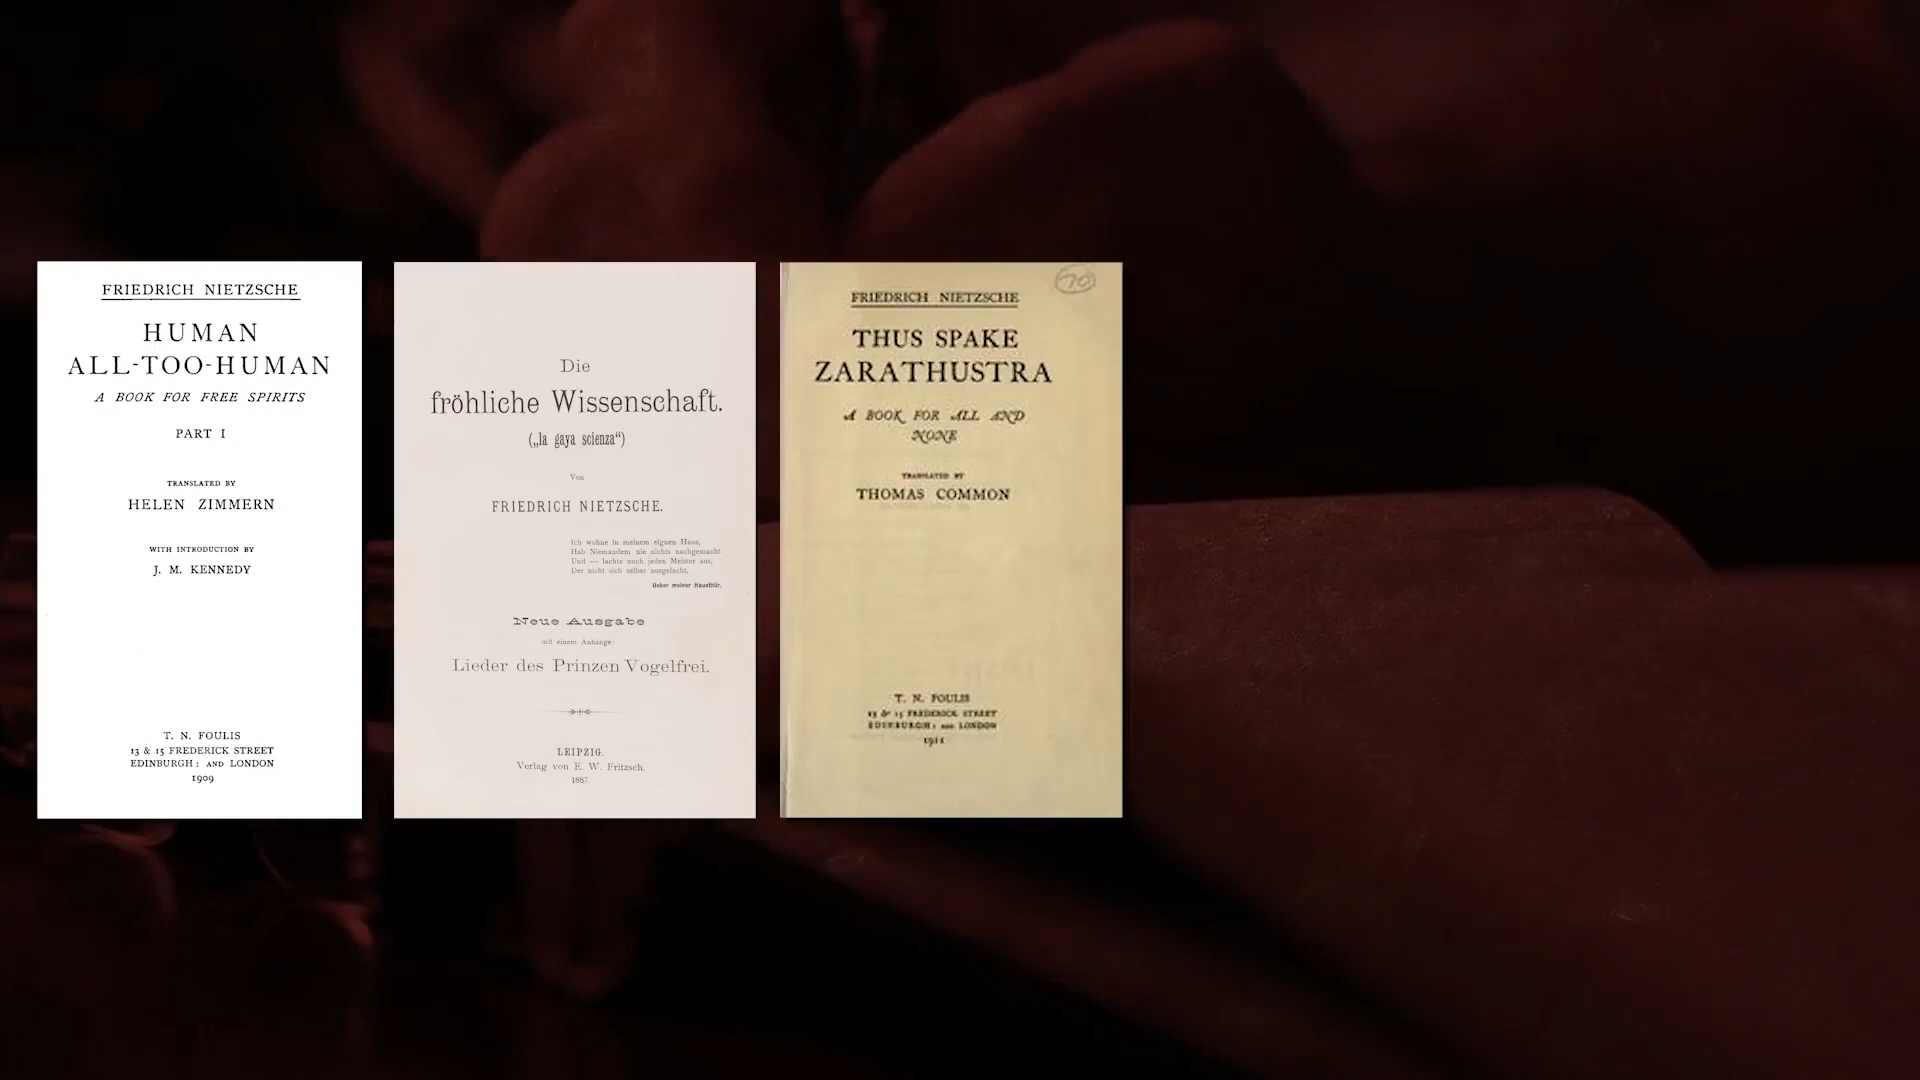 FRIEDRICH NIETZSCHE
HUMAN
ALL-TOO-HUMAN
A BOOK FOR FREE SPIRITS
PART I
TRANSLATED BY
HELEN ZIMMERN
WITH INTRODUCTION BY
J. M. KENNEDY
T. N. FOULIS
13 & 15 FREDERICK STREET
EDINBURGH: AND LONDON
1909
Die
fröhliche Wissenschaft.
(„la gaya scienza“)
Von
FRIEDRICH NIETZSCHE.
Ich wohne in meinem eignen Haus,
Hab Niemandem nie nichts nachgemacht
Und — lachte noch jeden Meister aus,
Der nicht sich selber ausgelacht.
Ueber meiner Hausthür.
Neue Ausgabe
mit einem Anhange:
Lieder des Prinzen Vogelfrei.
LEIPZIG.
Verlag von E. W. Fritzsch.
1887.
70
FRIEDRICH NIETZSCHE
THUS SPAKE
ZARATHUSTRA
A BOOK FOR ALL AND
NONE
TRANSLATED BY
THOMAS COMMON
T. N. FOULIS
13 & 15 FREDERICK STREET
EDINBURGH: AND LONDON
1911